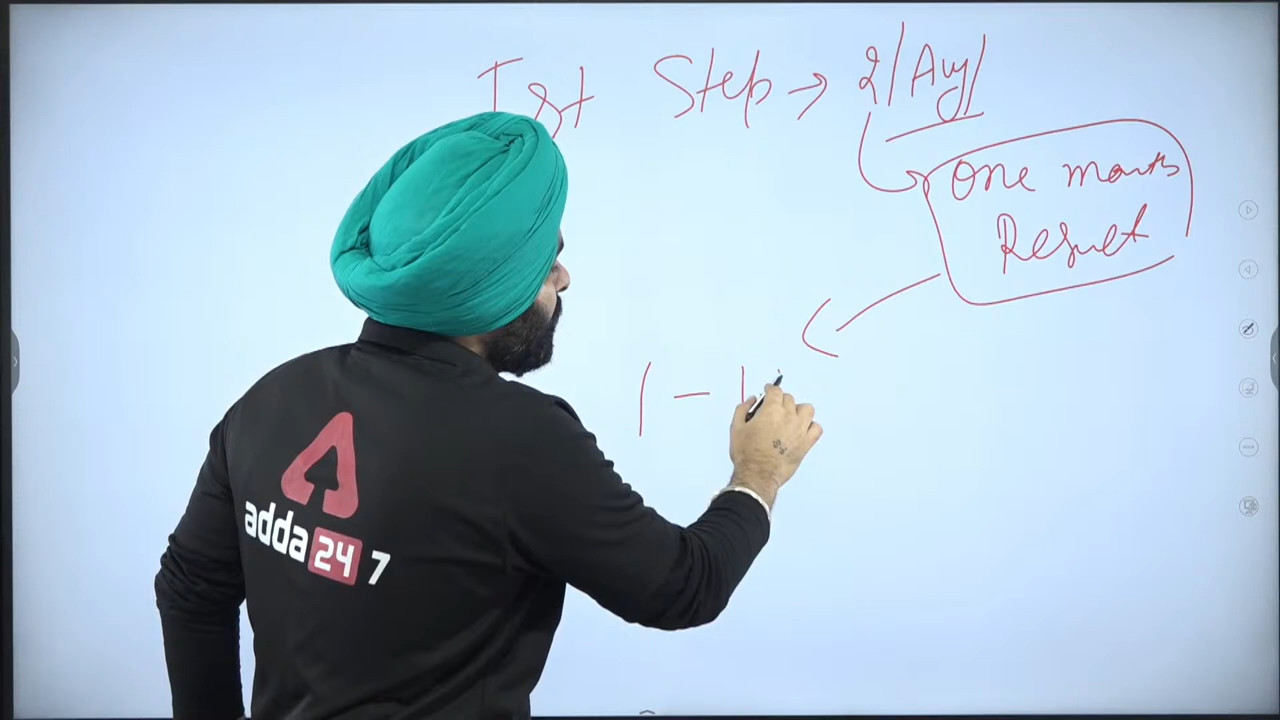 Ist Step → 2/Aug/
One month
Result
1 - 1
adda 24 7